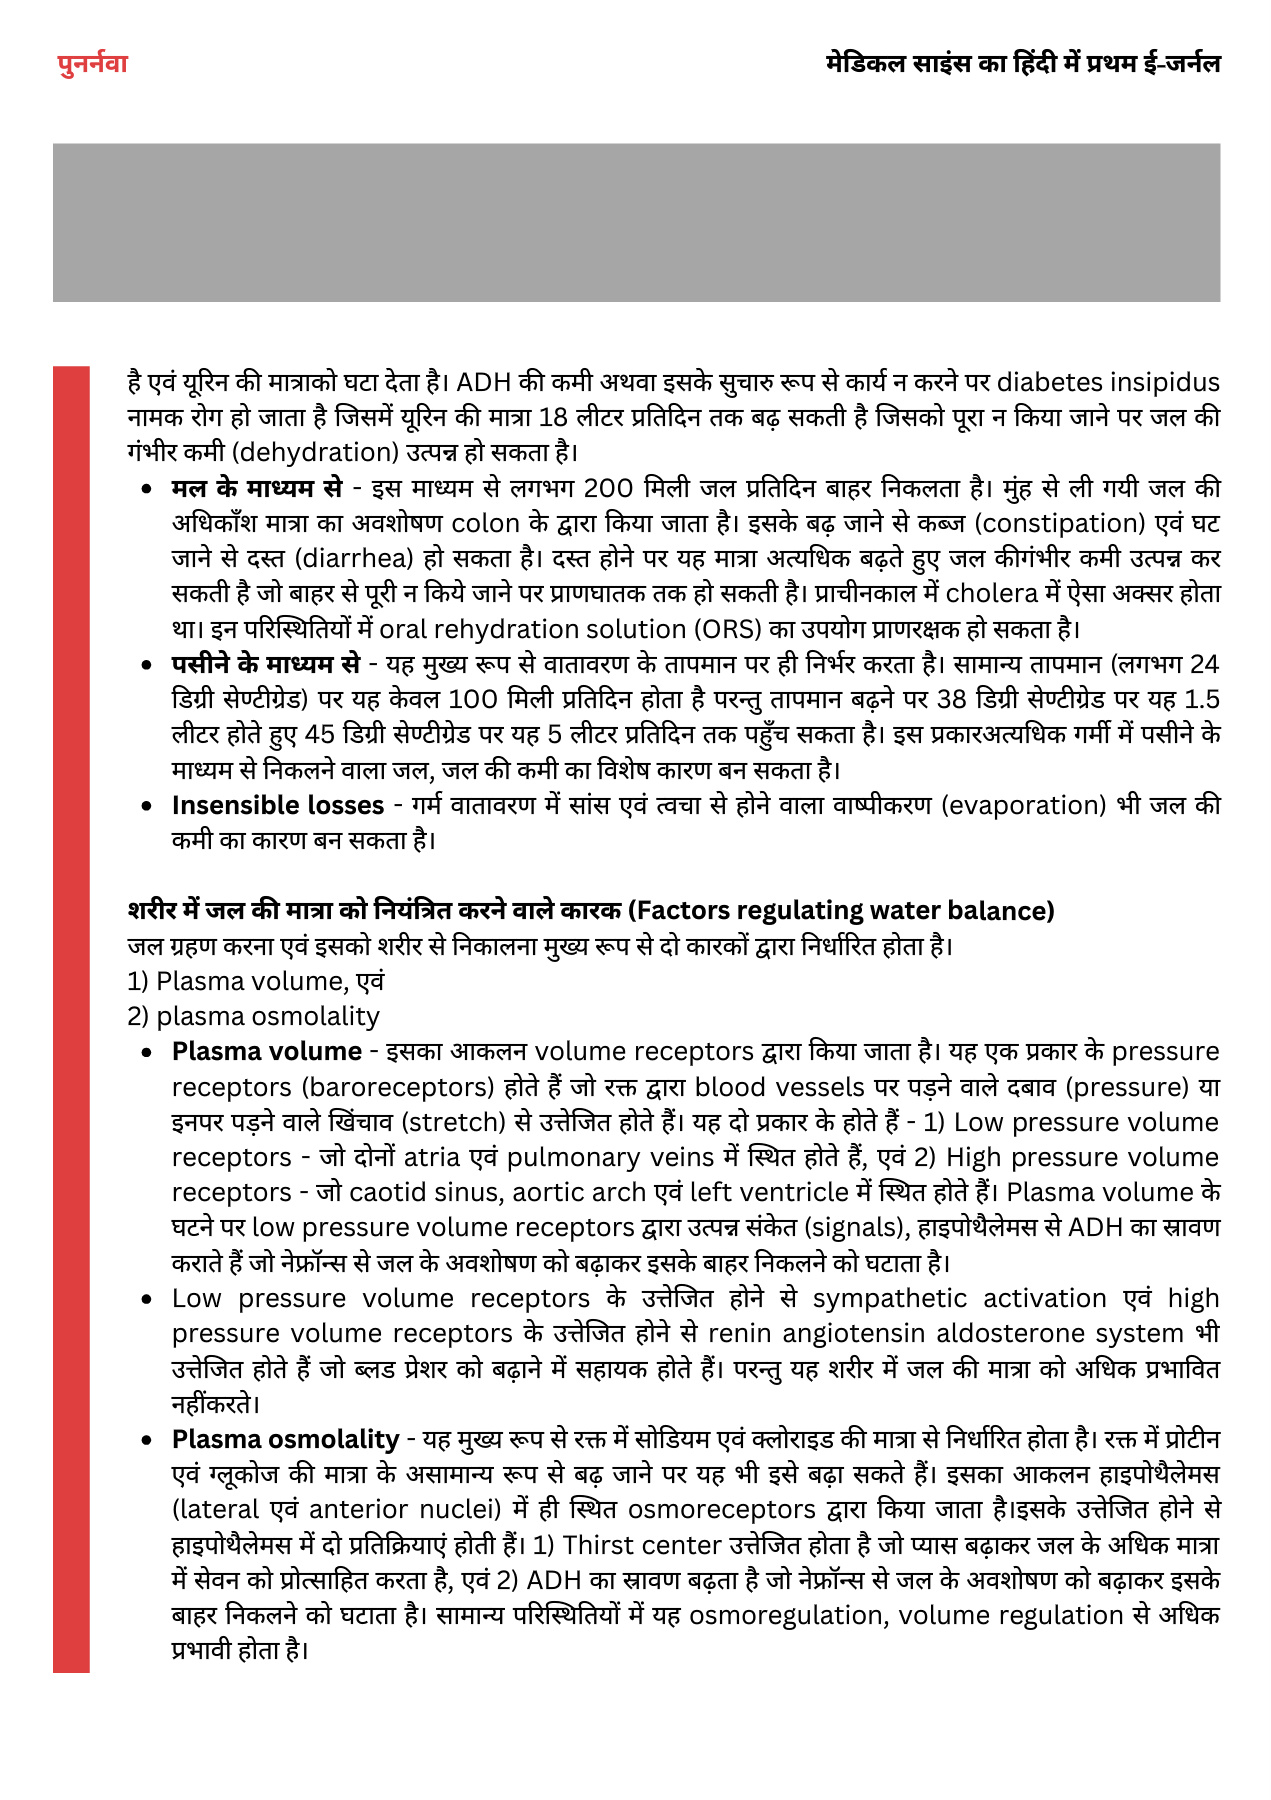 पुनर्नवा
मेडिकल साइंस का हिंदी में प्रथम ई-जर्नल
है एवं यूरिन की मात्राको घटा देता है। ADH की कमी अथवा इसके सुचारु रूप से कार्य न करने पर diabetes insipidus
नामक रोग हो जाता है जिसमें यूरिन की मात्रा 18 लीटर प्रतिदिन तक बढ़ सकती है जिसको पूरा न किया जाने पर जल की
गंभीर कमी (dehydration) उत्पन्न हो सकता है।
• मल के माध्यम से - इस माध्यम से लगभग 200 मिली जल प्रतिदिन बाहर निकलता है। मुंह से ली गयी जल की
अधिकाँश मात्रा का अवशोषण colon के द्वारा किया जाता है। इसके बढ़ जाने से कब्ज (constipation) एवं घट
जाने से दस्त (diarrhea) हो सकता है। दस्त होने पर यह मात्रा अत्यधिक बढ़ते हुए जल कीगंभीर कमी उत्पन्न कर
सकती है जो बाहर से पूरी न किये जाने पर प्राणघातक तक हो सकती है। प्राचीनकाल में cholera में ऐसा अक्सर होता
था। इन परिस्थितियों में oral rehydration solution (ORS) का उपयोग प्राणरक्षक हो सकता है।
• पसीने के माध्यम से - यह मुख्य रूप से वातावरण के तापमान पर ही निर्भर करता है। सामान्य तापमान (लगभग 24
डिग्री सेण्टीग्रेड) पर यह केवल 100 मिली प्रतिदिन होता है परन्तु तापमान बढ़ने पर 38 डिग्री सेण्टीग्रेड पर यह 1.5
लीटर होते हुए 45 डिग्री सेण्टीग्रेड पर यह 5 लीटर प्रतिदिन तक पहुँच सकता है। इस प्रकारअत्यधिक गर्मी में पसीने के
माध्यम से निकलने वाला जल, जल की कमी का विशेष कारण बन सकता है।
• Insensible losses - गर्म वातावरण में सांस एवं त्वचा से होने वाला वाष्पीकरण (evaporation) भी जल की
कमी का कारण बन सकता है।
शरीर में जल की मात्रा को नियंत्रित करने वाले कारक (Factors regulating water balance)
जल ग्रहण करना एवं इसको शरीर से निकालना मुख्य रूप से दो कारकों द्वारा निर्धारित होता है।
1) Plasma volume, एवं
2) plasma osmolality
• Plasma volume - इसका आकलन volume receptors द्वारा किया जाता है। यह एक प्रकार के pressure
receptors (baroreceptors) होते हैं जो रक्त द्वारा blood vessels पर पड़ने वाले दबाव (pressure) या
इनपर पड़ने वाले खिंचाव (stretch) से उत्तेजित होते हैं। यह दो प्रकार के होते हैं - 1) Low pressure volume
receptors - जो दोनों atria एवं pulmonary veins में स्थित होते हैं, एवं 2) High pressure volume
receptors - जो caotid sinus, aortic arch एवं left ventricle में स्थित होते हैं। Plasma volume के
घटने पर low pressure volume receptors द्वारा उत्पन्न संकेत (signals), हाइपोथैलेमस से ADH का स्रावण
कराते हैं जो नेफ्रॉन्स से जल के अवशोषण को बढ़ाकर इसके बाहर निकलने को घटाता है।
• Low pressure volume receptors के उत्तेजित होने से sympathetic activation एवं high
pressure volume receptors के उत्तेजित होने से renin angiotensin aldosterone system भी
उत्तेजित होते हैं जो ब्लड प्रेशर को बढ़ाने में सहायक होते हैं। परन्तु यह शरीर में जल की मात्रा को अधिक प्रभावित
नहींकरते।
• Plasma osmolality - यह मुख्य रूप से रक्त में सोडियम एवं क्लोराइड की मात्रा से निर्धारित होता है। रक्त में प्रोटीन
एवं ग्लूकोज की मात्रा के असामान्य रूप से बढ़ जाने पर यह भी इसे बढ़ा सकते हैं। इसका आकलन हाइपोथैलेमस
(lateral एवं anterior nuclei) में ही स्थित osmoreceptors द्वारा किया जाता है।इसके उत्तेजित होने से
हाइपोथैलेमस में दो प्रतिक्रियाएं होती हैं। 1) Thirst center उत्तेजित होता है जो प्यास बढ़ाकर जल के अधिक मात्रा
में सेवन को प्रोत्साहित करता है, एवं 2) ADH का स्रावण बढ़ता है जो नेफ्रॉन्स से जल के अवशोषण को बढ़ाकर इसके
बाहर निकलने को घटाता है। सामान्य परिस्थितियों में यह osmoregulation, volume regulation से अधिक
प्रभावी होता है।